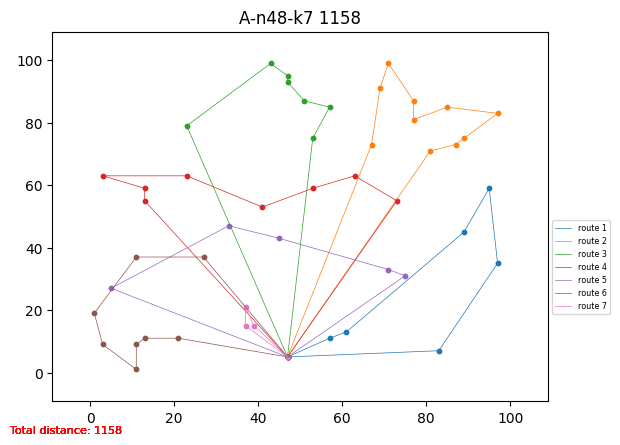 A-n48-k7 1158
100
80
60
40
20
0
0 20 40 60 80 100
route 1
route 2
route 3
route 4
route 5
route 6
route 7
Total distance: 1158